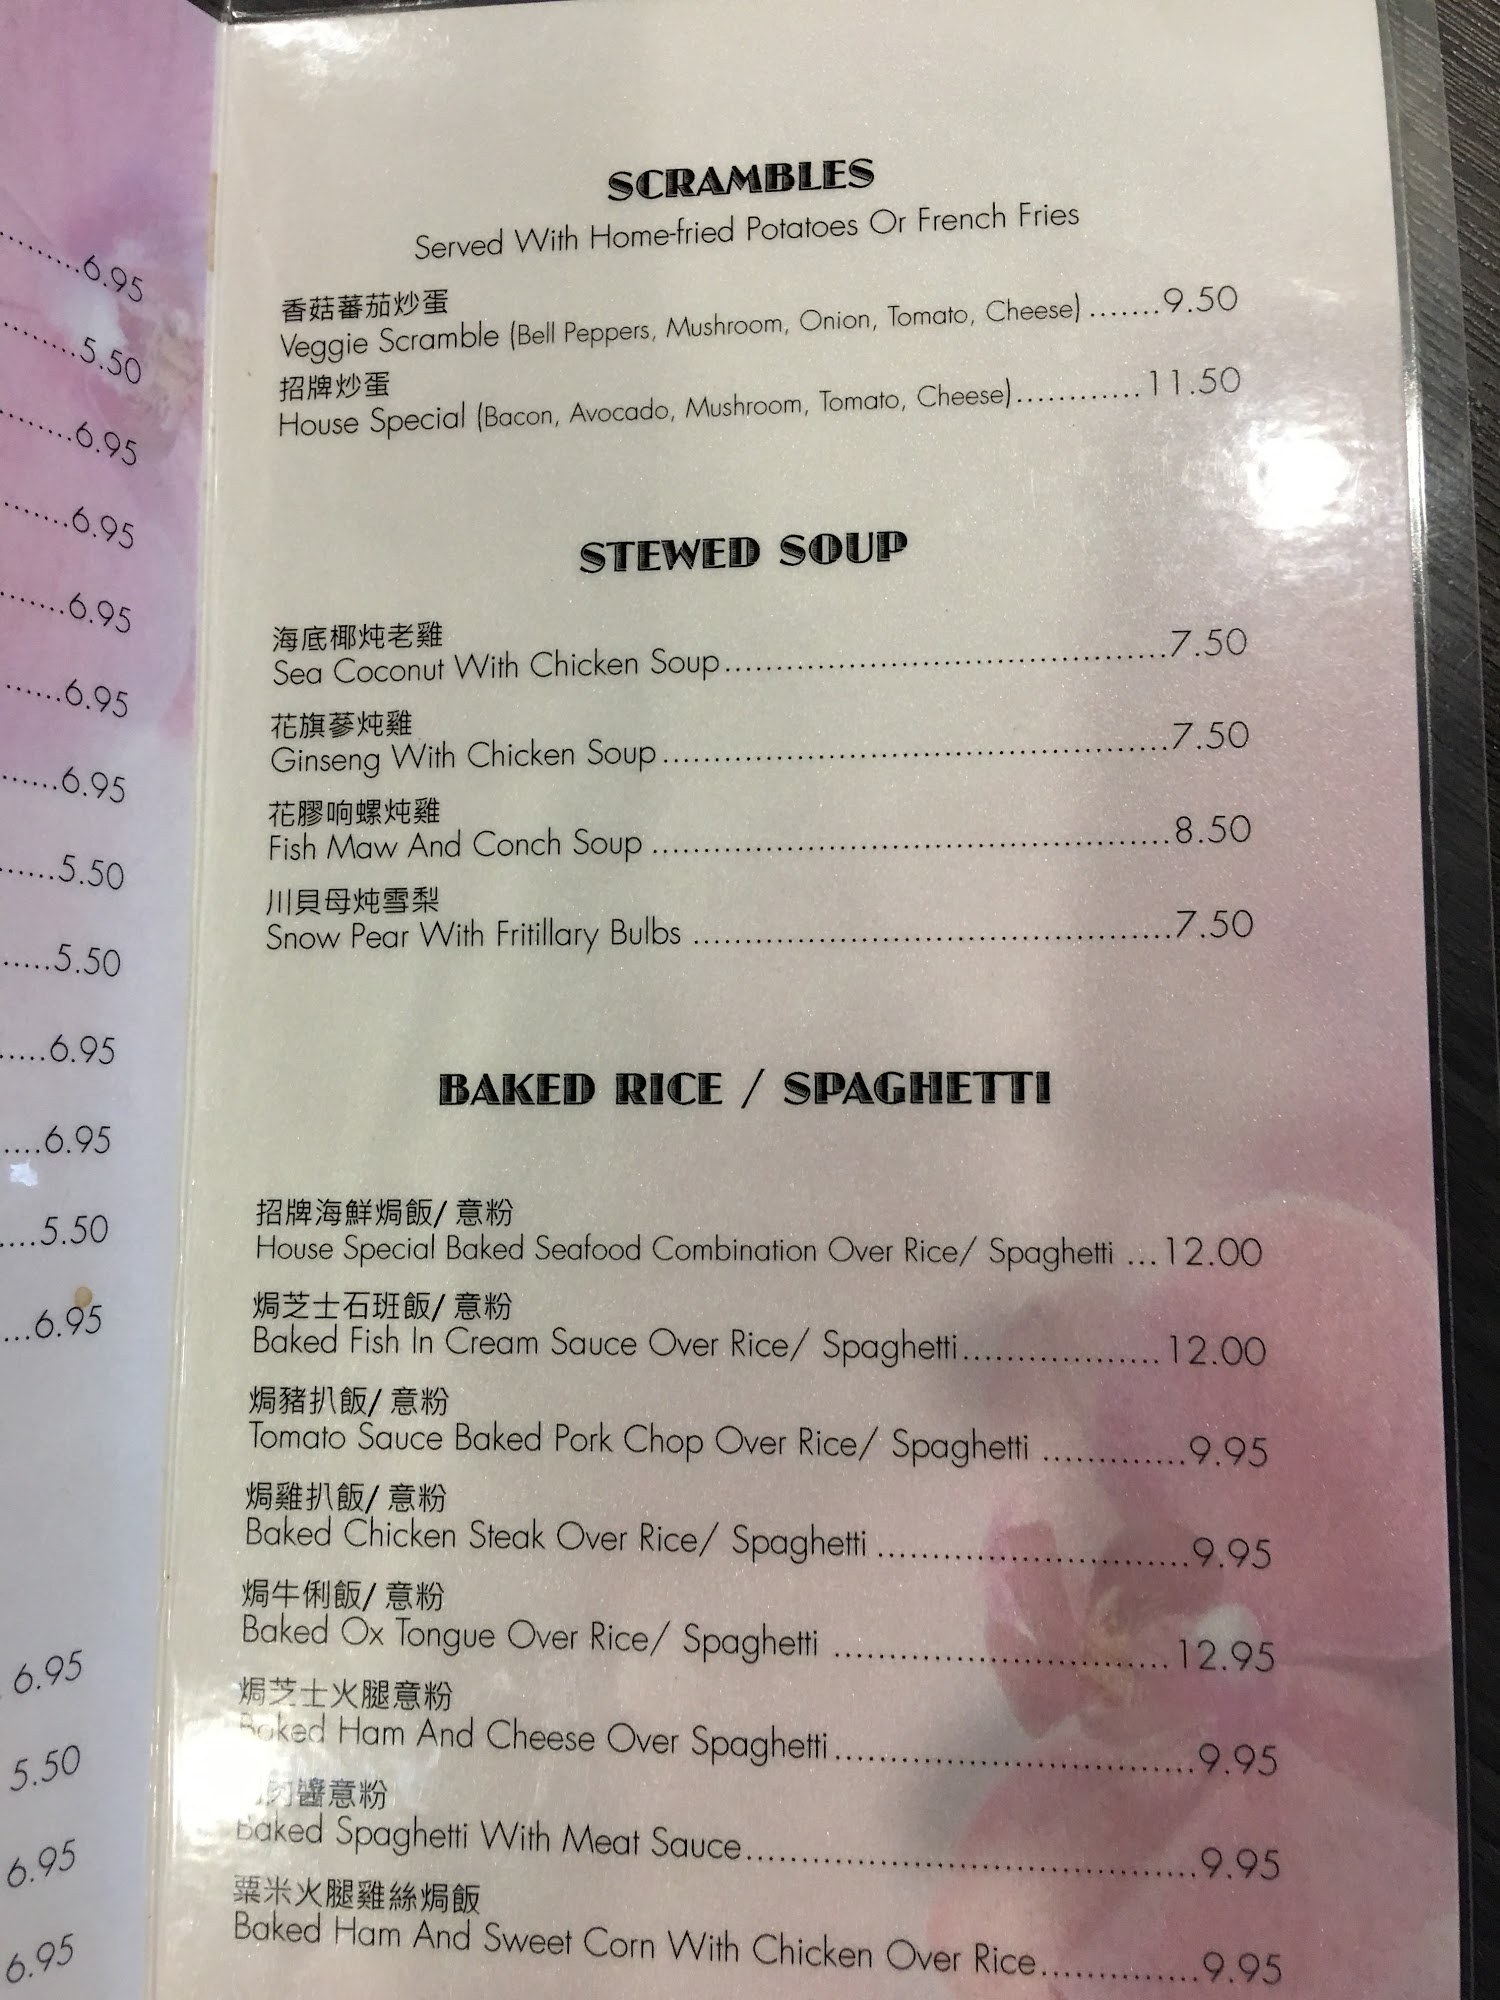 ......6.95
......5.50
......6.95
......6.95
......6.95
......6.95
......6.95
......5.50
.....5.50
.....6.95
....6.95
....5.50
...6.95
6.95
5.50
6.95
6.95
SCRAMBLES
Served With Home-fried Potatoes Or French Fries
香菇蕃茄炒蛋
Veggie Scramble (Bell Peppers, Mushroom, Onion, Tomato, Cheese) .......9.50
招牌炒蛋
House Special (Bacon, Avocado, Mushroom, Tomato, Cheese)............11.50
STEWED SOUP
海底椰炖老雞
Sea Coconut With Chicken Soup..........................................7.50
花旗蔘炖雞
Ginseng With Chicken Soup ................................................7.50
花膠响螺炖雞
Fish Maw And Conch Soup .................................................8.50
川貝母炖雪梨
Snow Pear With Fritillary Bulbs .............................................7.50
BAKED RICE / SPAGHETTI
招牌海鮮焗飯/ 意粉
House Special Baked Seafood Combination Over Rice/ Spaghetti ...12.00
焗芝士石班飯/ 意粉
Baked Fish In Cream Sauce Over Rice/ Spaghetti..................12.00
焗豬扒飯/ 意粉
Tomato Sauce Baked Pork Chop Over Rice/ Spaghetti .............9.95
焗雞扒飯/ 意粉
Baked Chicken Steak Over Rice/ Spaghetti ............................9.95
焗牛俐飯/ 意粉
Baked Ox Tongue Over Rice/ Spaghetti ..............................12.95
焗芝士火腿意粉
Baked Ham And Cheese Over Spaghetti.................................9.95
肉醬意粉
Baked Spaghetti With Meat Sauce.........................................9.95
粟米火腿雞絲焗飯
Baked Ham And Sweet Corn With Chicken Over Rice..............9.95